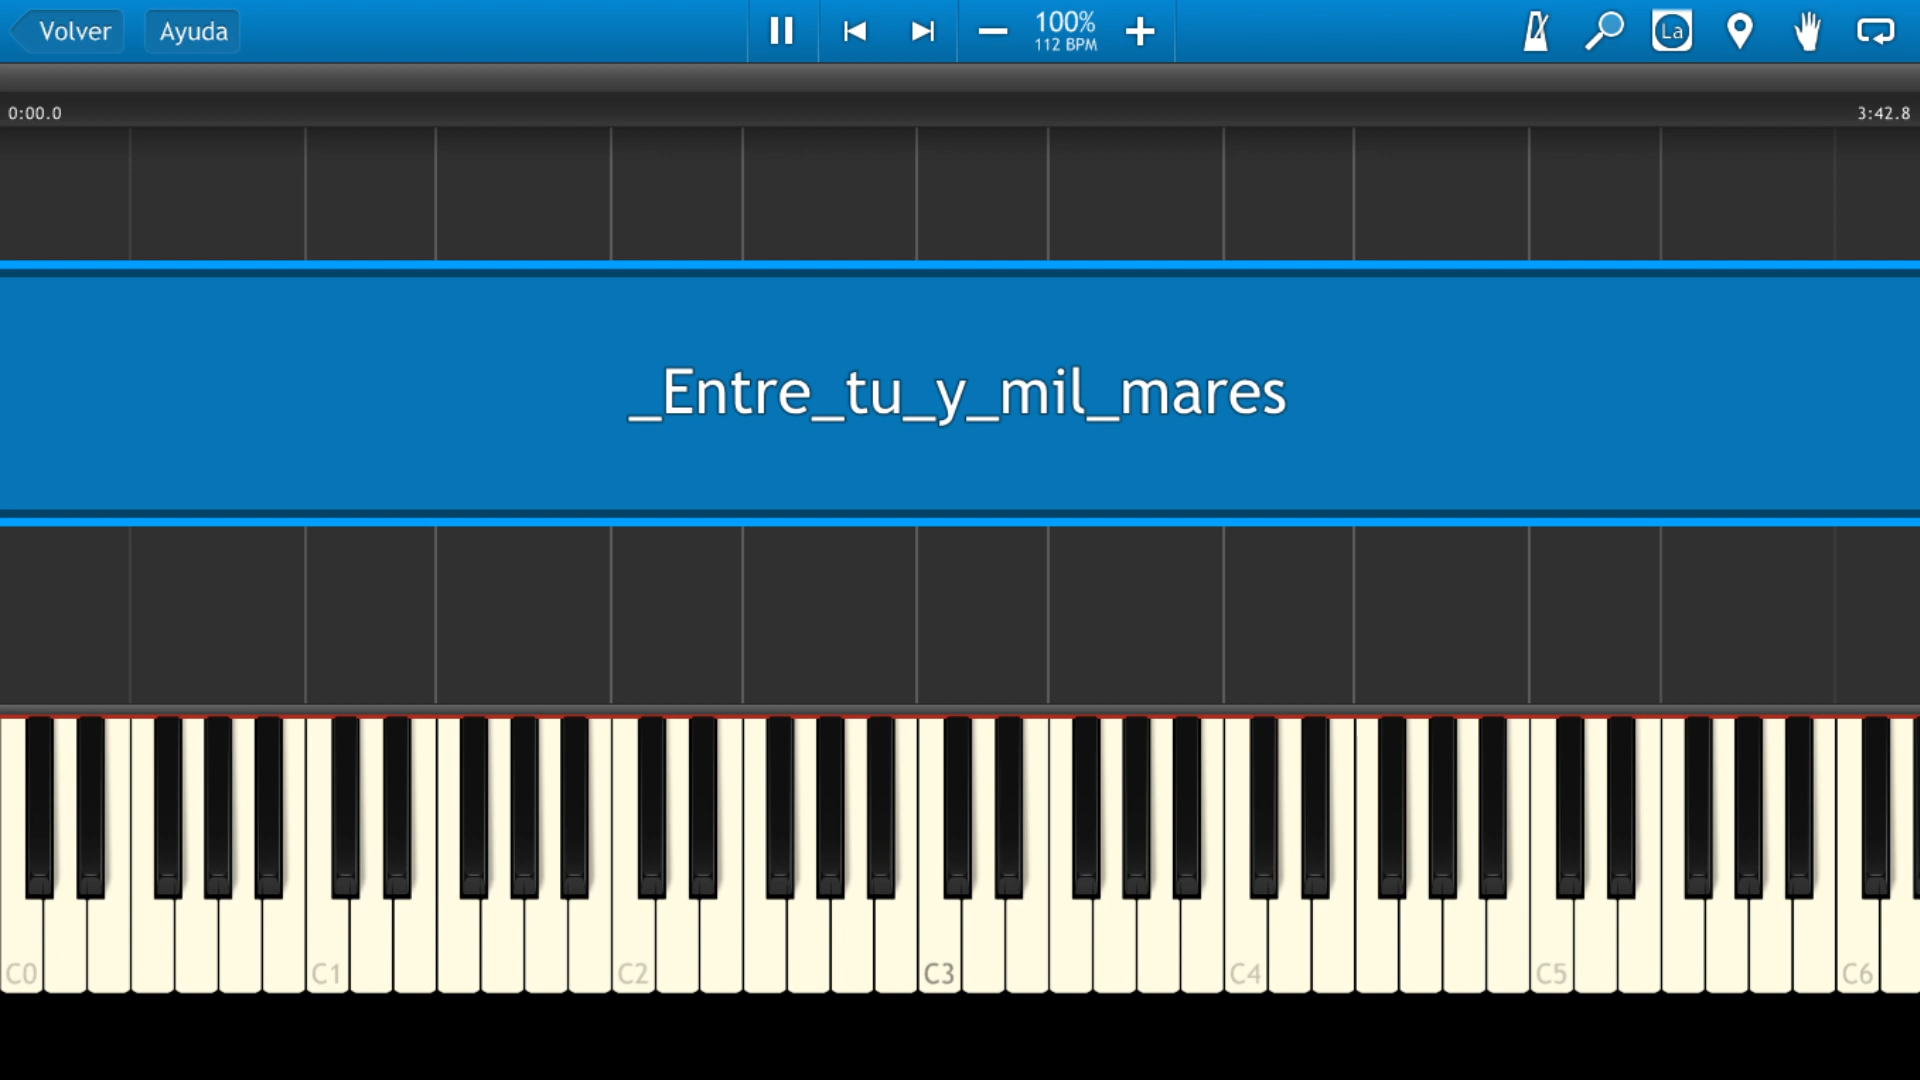 Volver Ayuda 100% La
112 BPM
0:00.0 3:42.8
_Entre_tu_y_mil_mares
C0 C1 C2 C3 C4 C5 C6